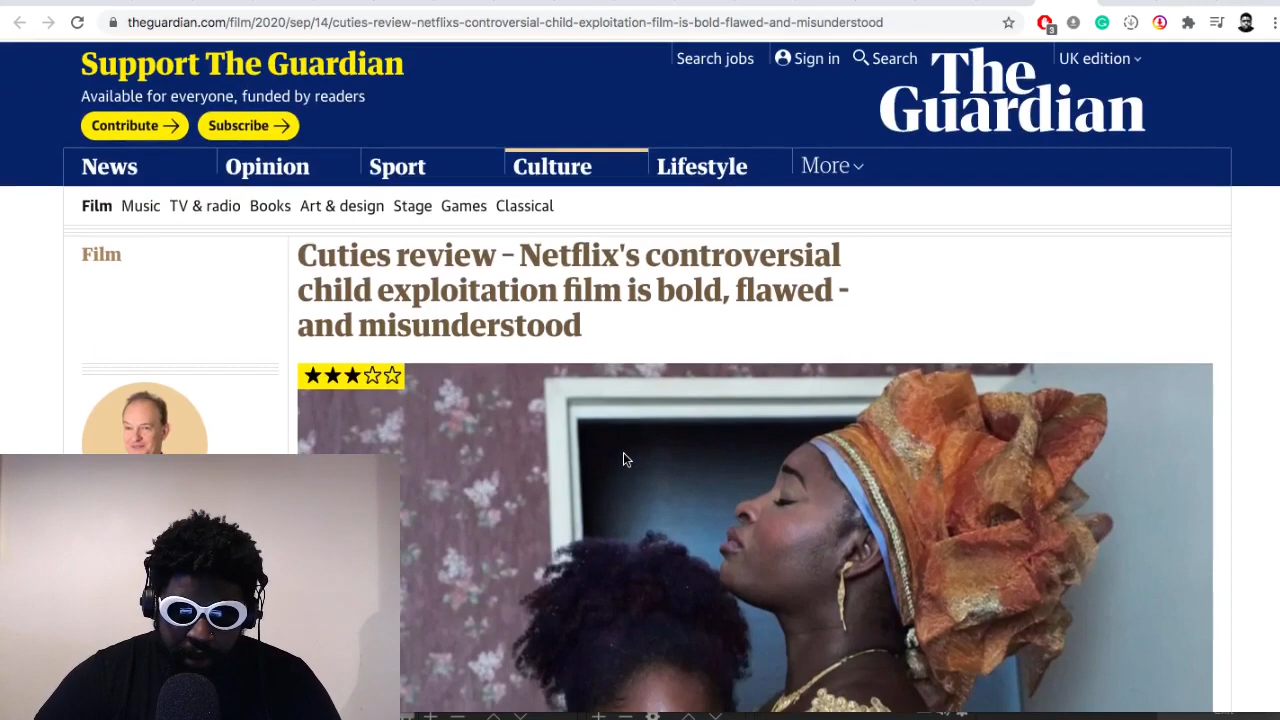 theguardian.com/film/2020/sep/14/cuties-review-netflixs-controversial-child-exploitation-film-is-bold-flawed-and-misunderstood
3
Support The Guardian
Available for everyone, funded by readers
Contribute
Subscribe
Search jobs
Sign in
Search
UK edition
The
Guardian
News
Opinion
Sport
Culture
Lifestyle
More
Film Music TV & radio Books Art & design Stage Games Classical
Film
Cuties review – Netflix's controversial
child exploitation film is bold, flawed -
and misunderstood